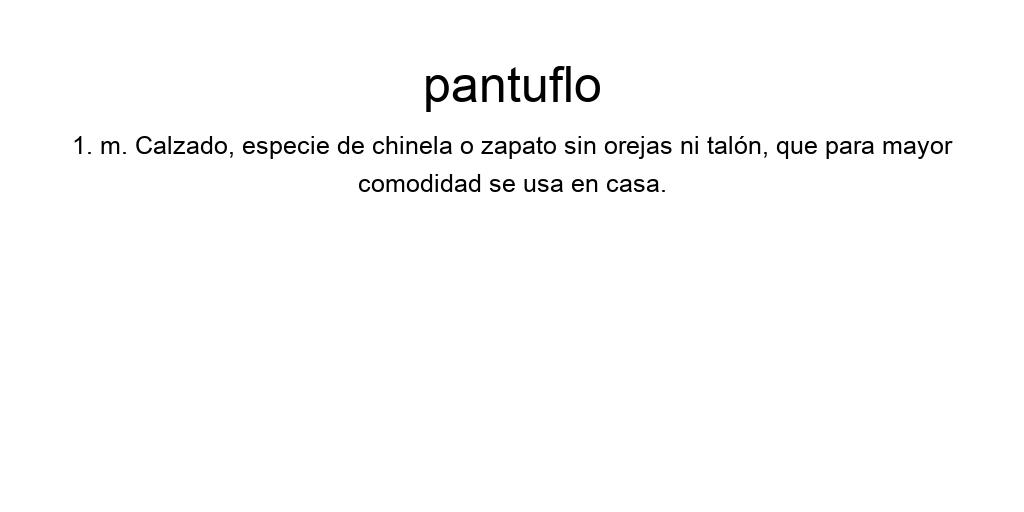 pantuflo
1. m. Calzado, especie de chinela o zapato sin orejas ni talón, que para mayor
comodidad se usa en casa.